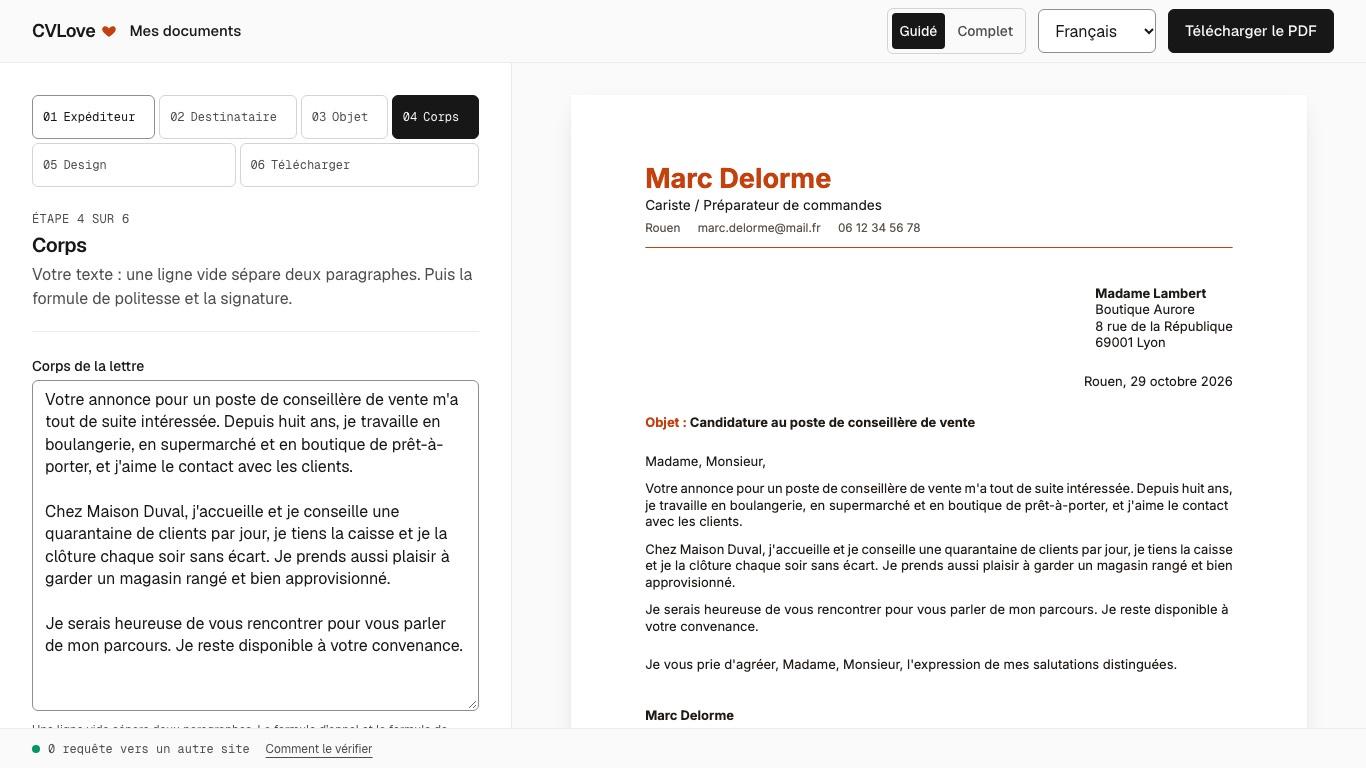 CVLove Mes documents
Guidé Complet Français Télécharger le PDF
01 Expéditeur 02 Destinataire 03 Objet 04 Corps
05 Design 06 Télécharger
ÉTAPE 4 SUR 6
Corps
Votre texte : une ligne vide sépare deux paragraphes. Puis la
formule de politesse et la signature.
Corps de la lettre
Votre annonce pour un poste de conseillère de vente m'a
tout de suite intéressée. Depuis huit ans, je travaille en
boulangerie, en supermarché et en boutique de prêt-à-
porter, et j'aime le contact avec les clients.
Chez Maison Duval, j'accueille et je conseille une
quarantaine de clients par jour, je tiens la caisse et je la
clôture chaque soir sans écart. Je prends aussi plaisir à
garder un magasin rangé et bien approvisionné.
Je serais heureuse de vous rencontrer pour vous parler
de mon parcours. Je reste disponible à votre convenance.
0 requête vers un autre site Comment le vérifier
Marc Delorme
Cariste / Préparateur de commandes
Rouen marc.delorme@mail.fr 06 12 34 56 78
Madame Lambert
Boutique Aurore
8 rue de la République
69001 Lyon
Rouen, 29 octobre 2026
Objet : Candidature au poste de conseillère de vente
Madame, Monsieur,
Votre annonce pour un poste de conseillère de vente m'a tout de suite intéressée. Depuis huit ans,
je travaille en boulangerie, en supermarché et en boutique de prêt-à-porter, et j'aime le contact
avec les clients.
Chez Maison Duval, j'accueille et je conseille une quarantaine de clients par jour, je tiens la caisse
et je la clôture chaque soir sans écart. Je prends aussi plaisir à garder un magasin rangé et bien
approvisionné.
Je serais heureuse de vous rencontrer pour vous parler de mon parcours. Je reste disponible à
votre convenance.
Je vous prie d'agréer, Madame, Monsieur, l'expression de mes salutations distinguées.
Marc Delorme